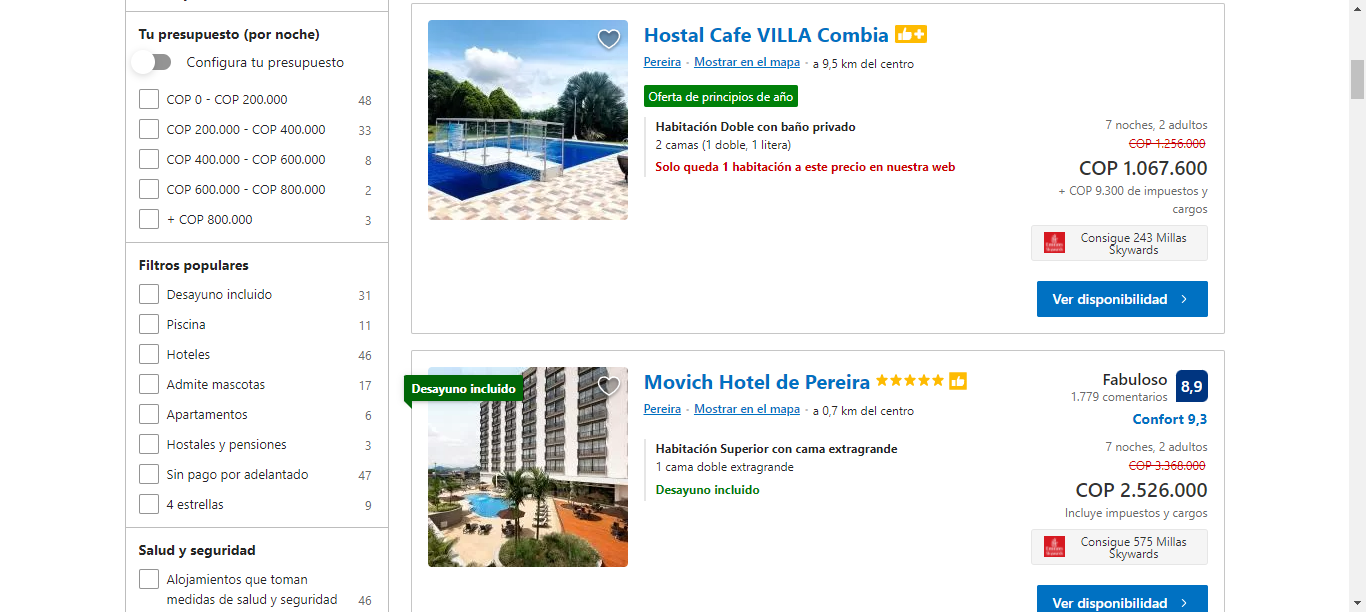 Tu presupuesto (por noche)
Configura tu presupuesto
COP 0 - COP 200.000 48
COP 200.000 - COP 400.000 33
COP 400.000 - COP 600.000 8
COP 600.000 - COP 800.000 2
+ COP 800.000 3
Filtros populares
Desayuno incluido 31
Piscina 11
Hoteles 46
Admite mascotas 17
Apartamentos 6
Hostales y pensiones 3
Sin pago por adelantado 47
4 estrellas 9
Salud y seguridad
Alojamientos que toman
medidas de salud y seguridad 46
Hostal Cafe VILLA Combia
Pereira - Mostrar en el mapa - a 9,5 km del centro
Oferta de principios de año
Habitación Doble con baño privado
2 camas (1 doble, 1 litera)
Solo queda 1 habitación a este precio en nuestra web
7 noches, 2 adultos
COP 1.256.000
COP 1.067.600
+ COP 9.300 de impuestos y
cargos
Consigue 243 Millas
Skywards
Ver disponibilidad
Desayuno incluido
Movich Hotel de Pereira
Pereira - Mostrar en el mapa - a 0,7 km del centro
Habitación Superior con cama extragrande
1 cama doble extragrande
Desayuno incluido
Fabuloso 8,9
1.779 comentarios
Confort 9,3
7 noches, 2 adultos
COP 3.368.000
COP 2.526.000
Incluye impuestos y cargos
Consigue 575 Millas
Skywards
Ver disponibilidad